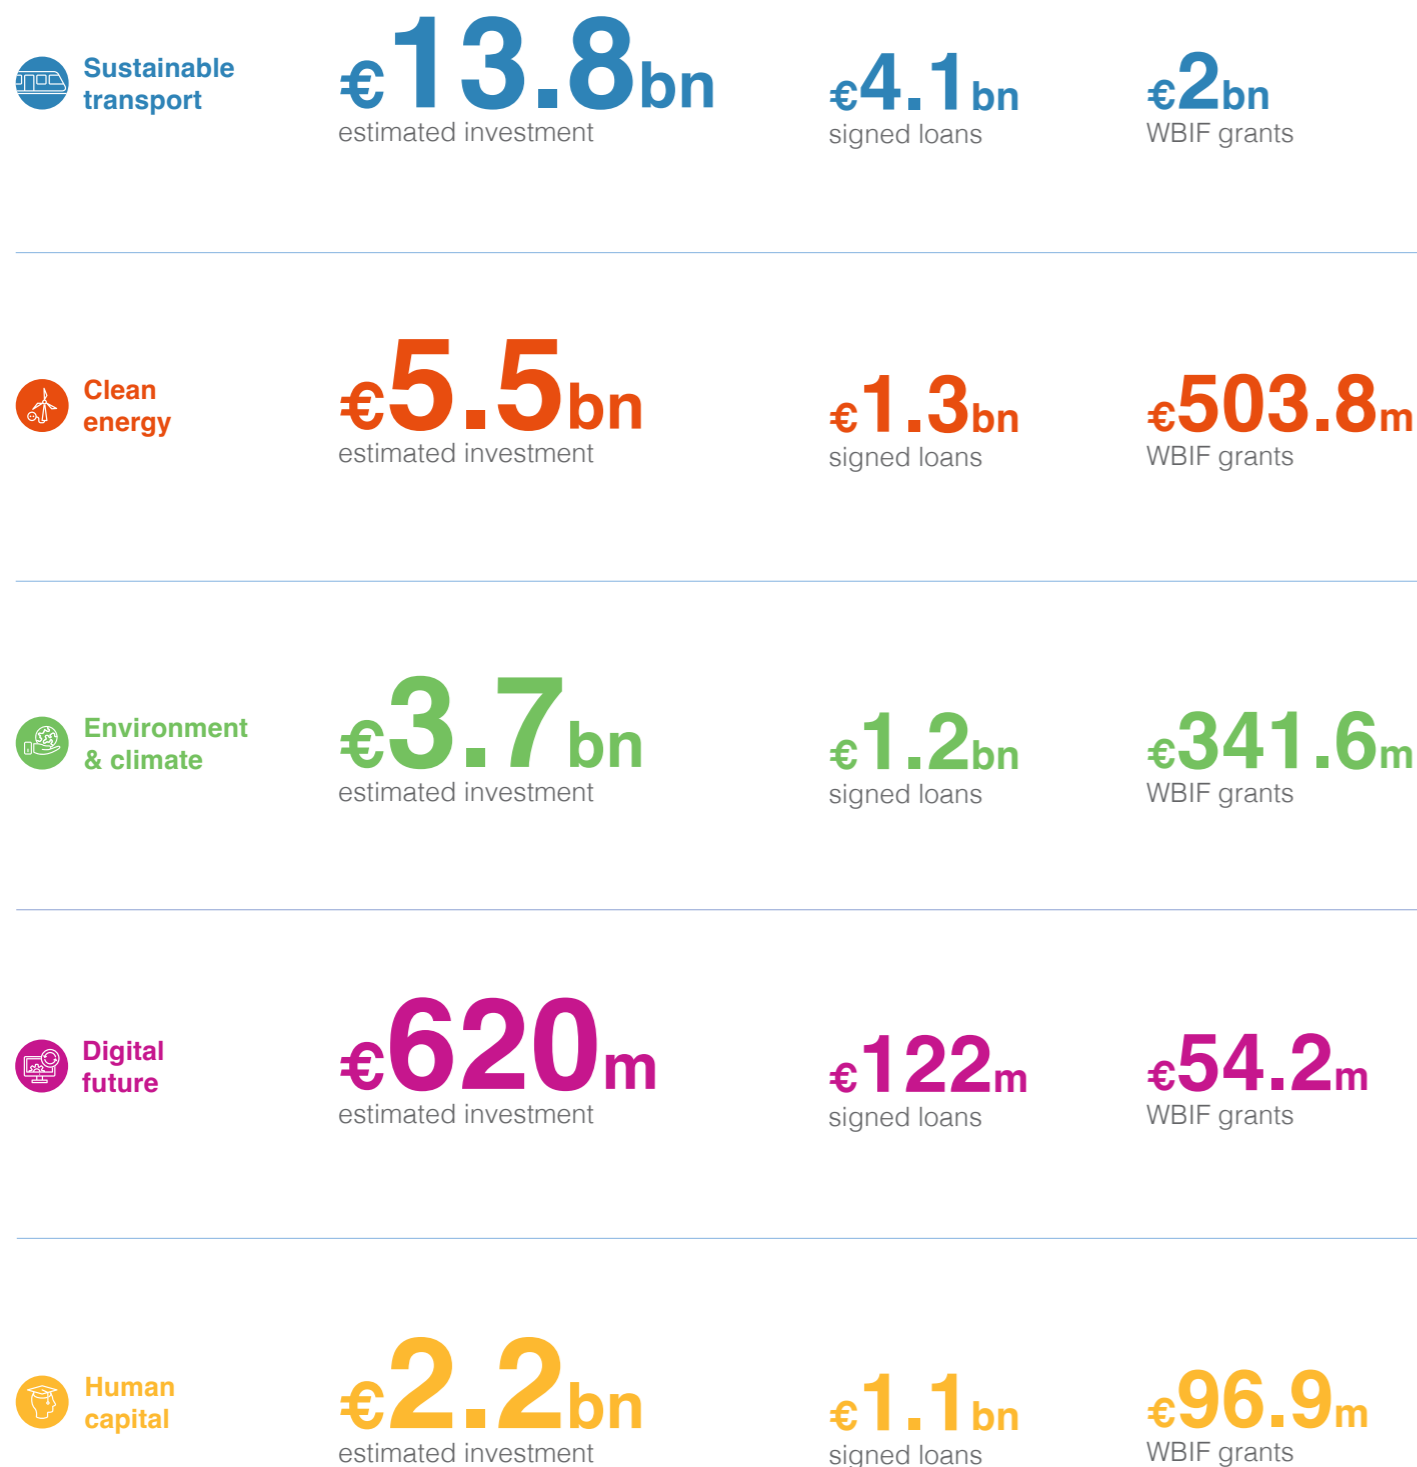 Sustainable
transport
€13.8bn
estimated investment
€4.1bn
signed loans
€2bn
WBIF grants
Clean
energy
€5.5bn
estimated investment
€1.3bn
signed loans
€503.8m
WBIF grants
Environment
& climate
€3.7bn
estimated investment
€1.2bn
signed loans
€341.6m
WBIF grants
Digital
future
€620m
estimated investment
€122m
signed loans
€54.2m
WBIF grants
Human
capital
€2.2bn
estimated investment
€1.1bn
signed loans
€96.9m
WBIF grants